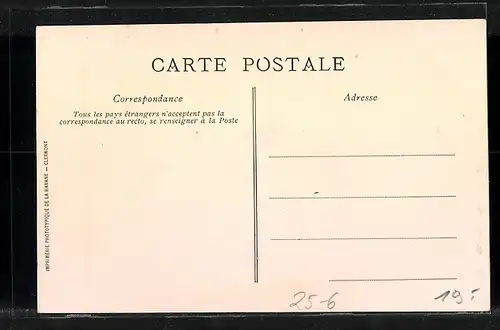 CARTE POSTALE
Correspondance
Tous les pays étrangers n'acceptent pas la
correspondance au recto, se renseigner à la Poste
Adresse
IMPRIMERIE PHOTOTYPIQUE DE LA HAVANE — CLERMONT
25-6
19: